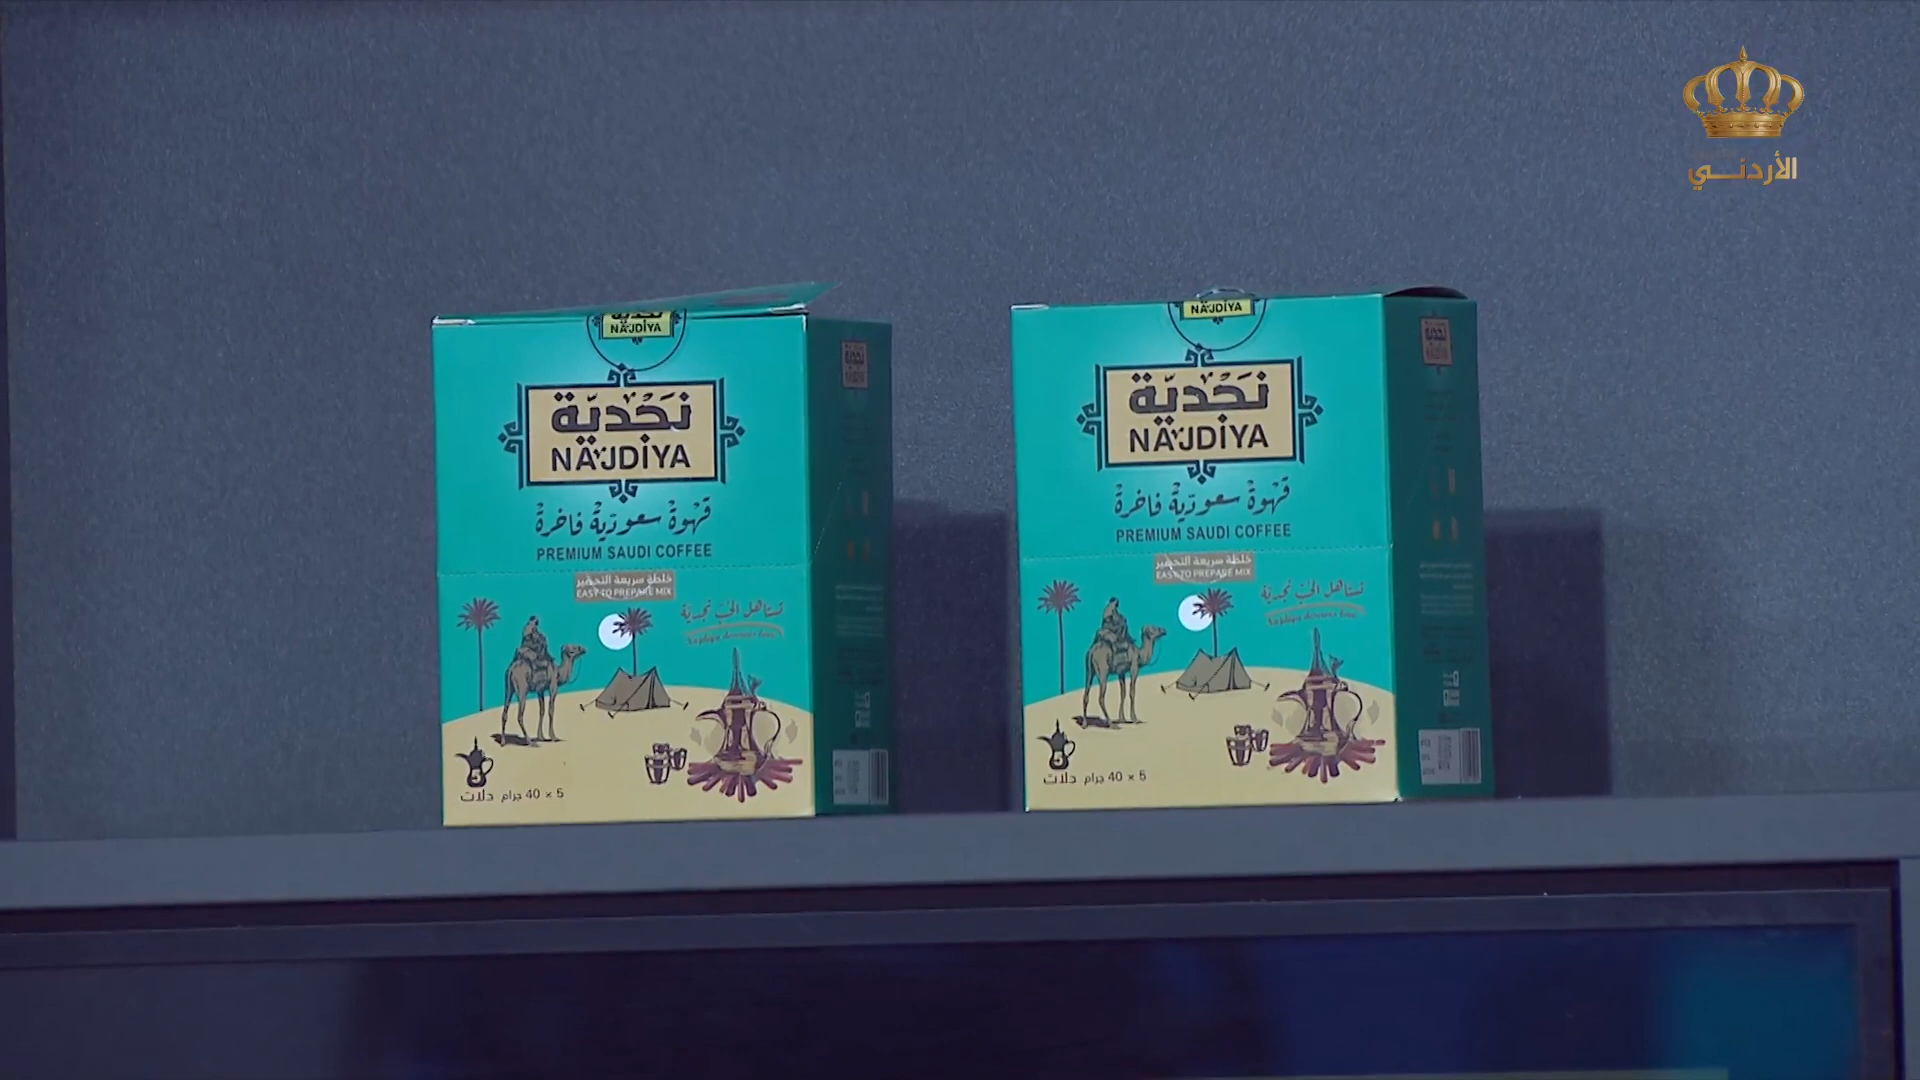 الأردني
NAJDIYA
نجدية
NAJDIYA
قهوة سعودية فاخرة
PREMIUM SAUDI COFFEE
خلطة سريعة التحضير
EASY TO PREPARE MIX
تستاهل الحب نجدية
5
5 × 40 جرام دلات
NAJDIYA
نجدية
NAJDIYA
قهوة سعودية فاخرة
PREMIUM SAUDI COFFEE
خلطة سريعة التحضير
EASY TO PREPARE MIX
تستاهل الحب نجدية
5
5 × 40 جرام دلات